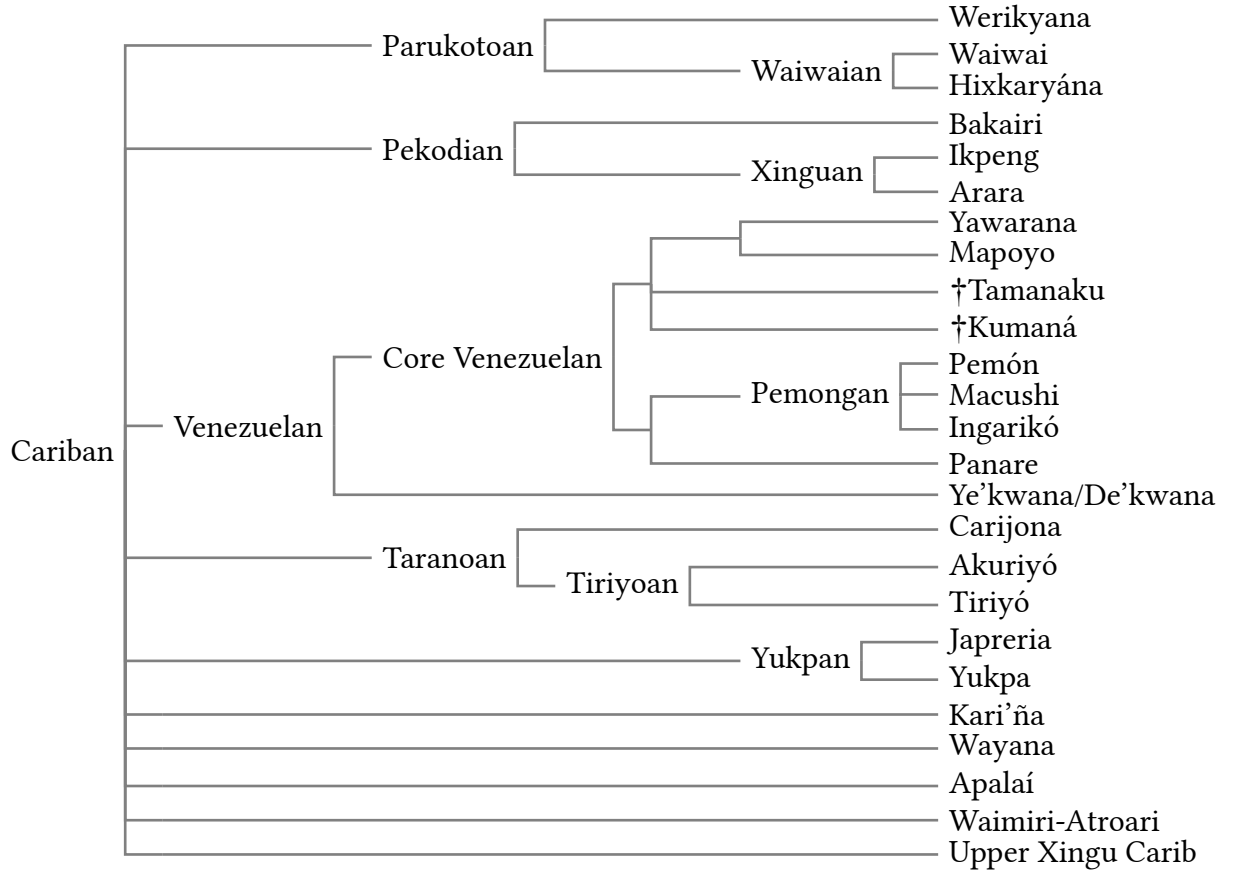 Werikyana
Parukotoan
Waiwai
Waiwaian
Hixkaryána
Bakairi
Pekodian
Ikpeng
Xinguan
Arara
Yawarana
Mapoyo
†Tamanaku
†Kumaná
Core Venezuelan
Pemón
Pemongan
Macushi
Ingarikó
Venezuelan
Cariban
Panare
Ye’kwana/De’kwana
Carijona
Taranoan
Akuriyó
Tiriyoan
Tiriyó
Japreria
Yukpan
Yukpa
Kari’ña
Wayana
Apalaí
Waimiri-Atroari
Upper Xingu Carib